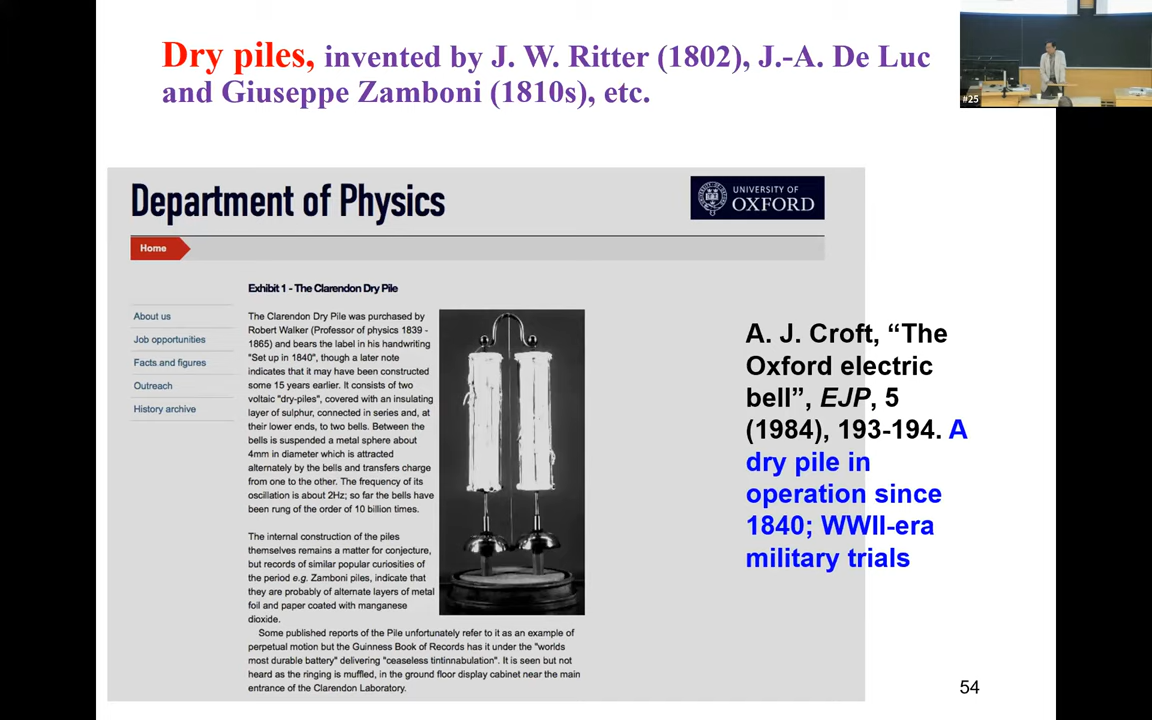 Dry piles, invented by J. W. Ritter (1802), J.-A. De Luc
and Giuseppe Zamboni (1810s), etc.
#25
Department of Physics
UNIVERSITY OF
OXFORD
Home
About us
Job opportunities
Facts and figures
Outreach
History archive
Exhibit 1 - The Clarendon Dry Pile
The Clarendon Dry Pile was purchased by
Robert Walker (Professor of physics 1839 -
1865) and bears the label in his handwriting
"Set up in 1840", though a later note
indicates that it may have been constructed
some 15 years earlier. It consists of two
voltaic "dry-piles", covered with an insulating
layer of sulphur, connected in series and, at
their lower ends, to two bells. Between the
bells is suspended a metal sphere about
4mm in diameter which is attracted
alternately by the bells and transfers charge
from one to the other. The frequency of its
oscillation is about 2Hz; so far the bells have
been rung of the order of 10 billion times.
The internal construction of the piles
themselves remains a matter for conjecture,
but records of similar popular curiosities of
the period e.g. Zamboni piles, indicate that
they are probably of alternate layers of metal
foil and paper coated with manganese
dioxide.
Some published reports of the Pile unfortunately refer to it as an example of
perpetual motion but the Guinness Book of Records has it under the "worlds
most durable battery" delivering "ceaseless tintinnabulation". It is seen but not
heard as the ringing is muffled, in the ground floor display cabinet near the main
entrance of the Clarendon Laboratory.
A. J. Croft, “The
Oxford electric
bell”, EJP, 5
(1984), 193-194. A
dry pile in
operation since
1840; WWII-era
military trials
54